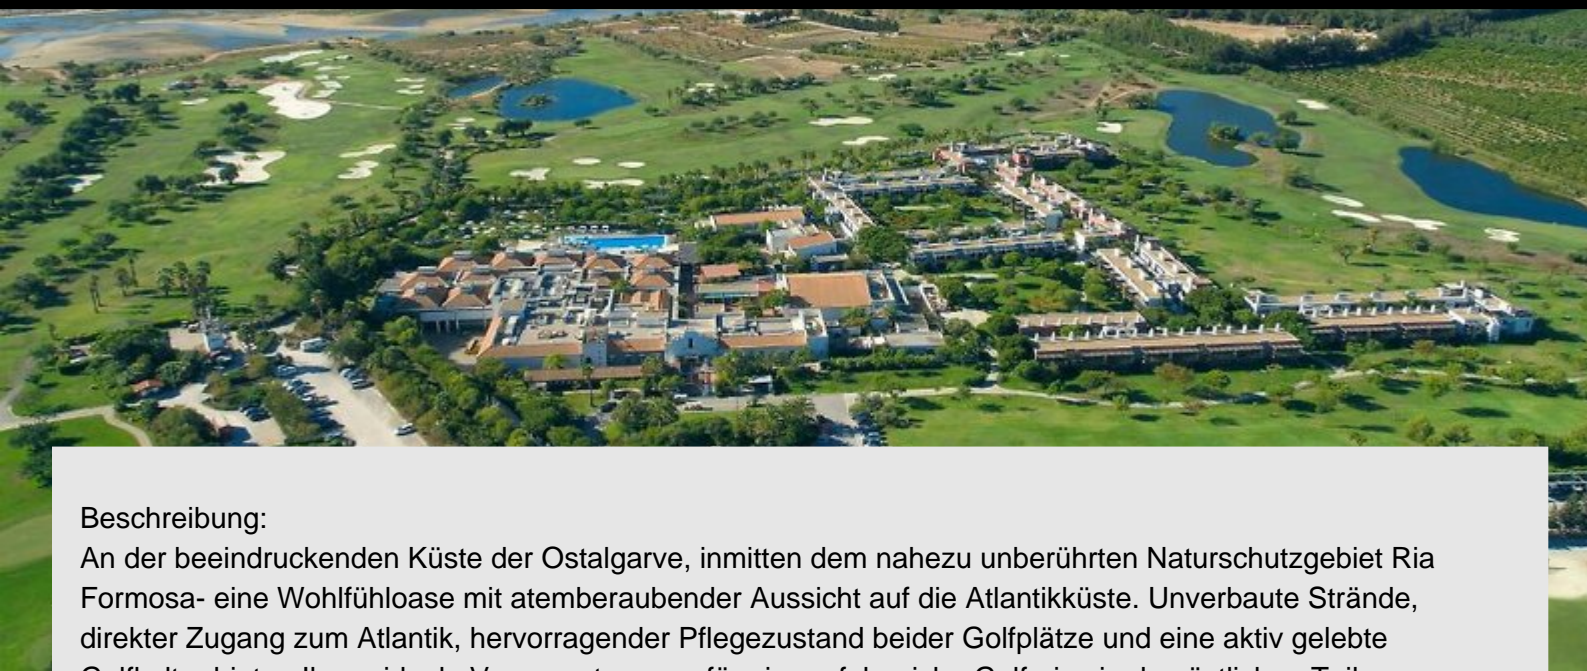 Beschreibung:
An der beeindruckenden Küste der Ostalgarve, inmitten dem nahezu unberührten Naturschutzgebiet Ria
Formosa- eine Wohlfühloase mit atemberaubender Aussicht auf die Atlantikküste. Unverbaute Strände,
direkter Zugang zum Atlantik, hervorragender Pflegezustand beider Golfplätze und eine aktiv gelebte